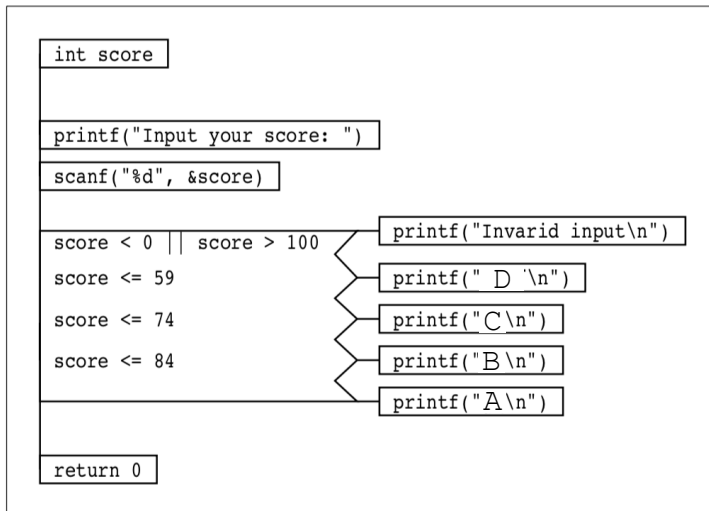 int score
printf("Input your score: ")
scanf("%d", &score)
score < 0 || score > 100
printf("Invarid input\n")
score <= 59
printf(" D \n")
score <= 74
printf("C\n")
score <= 84
printf("B\n")
printf("A\n")
return 0